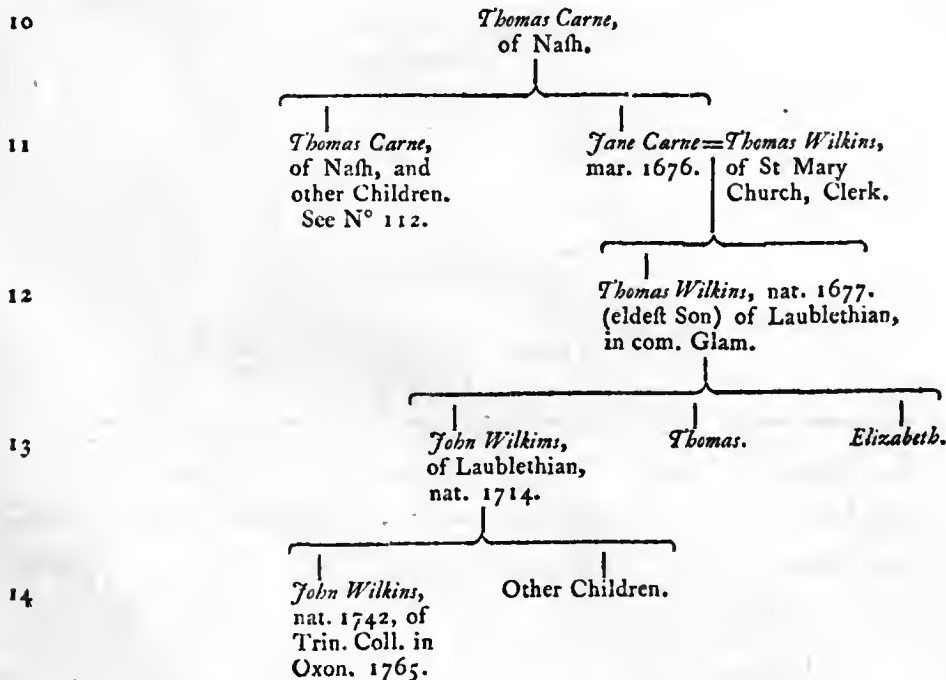 10
Thomas Carne,
of Naſh.
11
Thomas Carne,
of Naſh, and
other Children.
See N° 112.
Jane Carne=Thomas Wilkins,
mar. 1676. of St Mary
Church, Clerk.
12
Thomas Wilkins, nat. 1677.
(eldeſt Son) of Laublethian,
in com. Glam.
13
John Wilkims,
of Laublethian,
nat. 1714.
Thomas.
Elizabeth.
14
John Wilkins,
nat. 1742, of
Trin. Coll. in
Oxon. 1765.
Other Children.